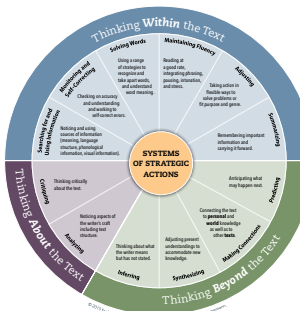 Thinking Within the Text
Solving Words
Using a range
of strategies to
recognize and
take apart words,
and understand
word meaning.
Maintaining Fluency
Reading at
a good rate,
integrating phrasing,
pausing, intonation,
and stress.
Adjusting
Taking action in
flexible ways to
solve problems or
fit purpose and genre.
Summarizing
Remembering important
information and
carrying it forward.
Monitoring and
Self-Correcting
Checking on accuracy
and understanding
and working to
self-correct errors.
Searching for and
Using Information
Noticing and using
sources of information
(meaning, language
structure, phonological
information, visual information).
SYSTEMS
OF STRATEGIC
ACTIONS
Predicting
Anticipating what
may happen next.
Making Connections
Connecting the text
to personal and
world knowledge
as well as to
other texts.
Synthesizing
Adjusting present
understandings to
accommodate new
knowledge.
Inferring
Thinking about what
the writer means
but has not stated.
Thinking Beyond the Text
Critiquing
Thinking critically
about the text.
Analyzing
Noticing aspects of
the writer's craft
including text
structure.
Thinking About the Text